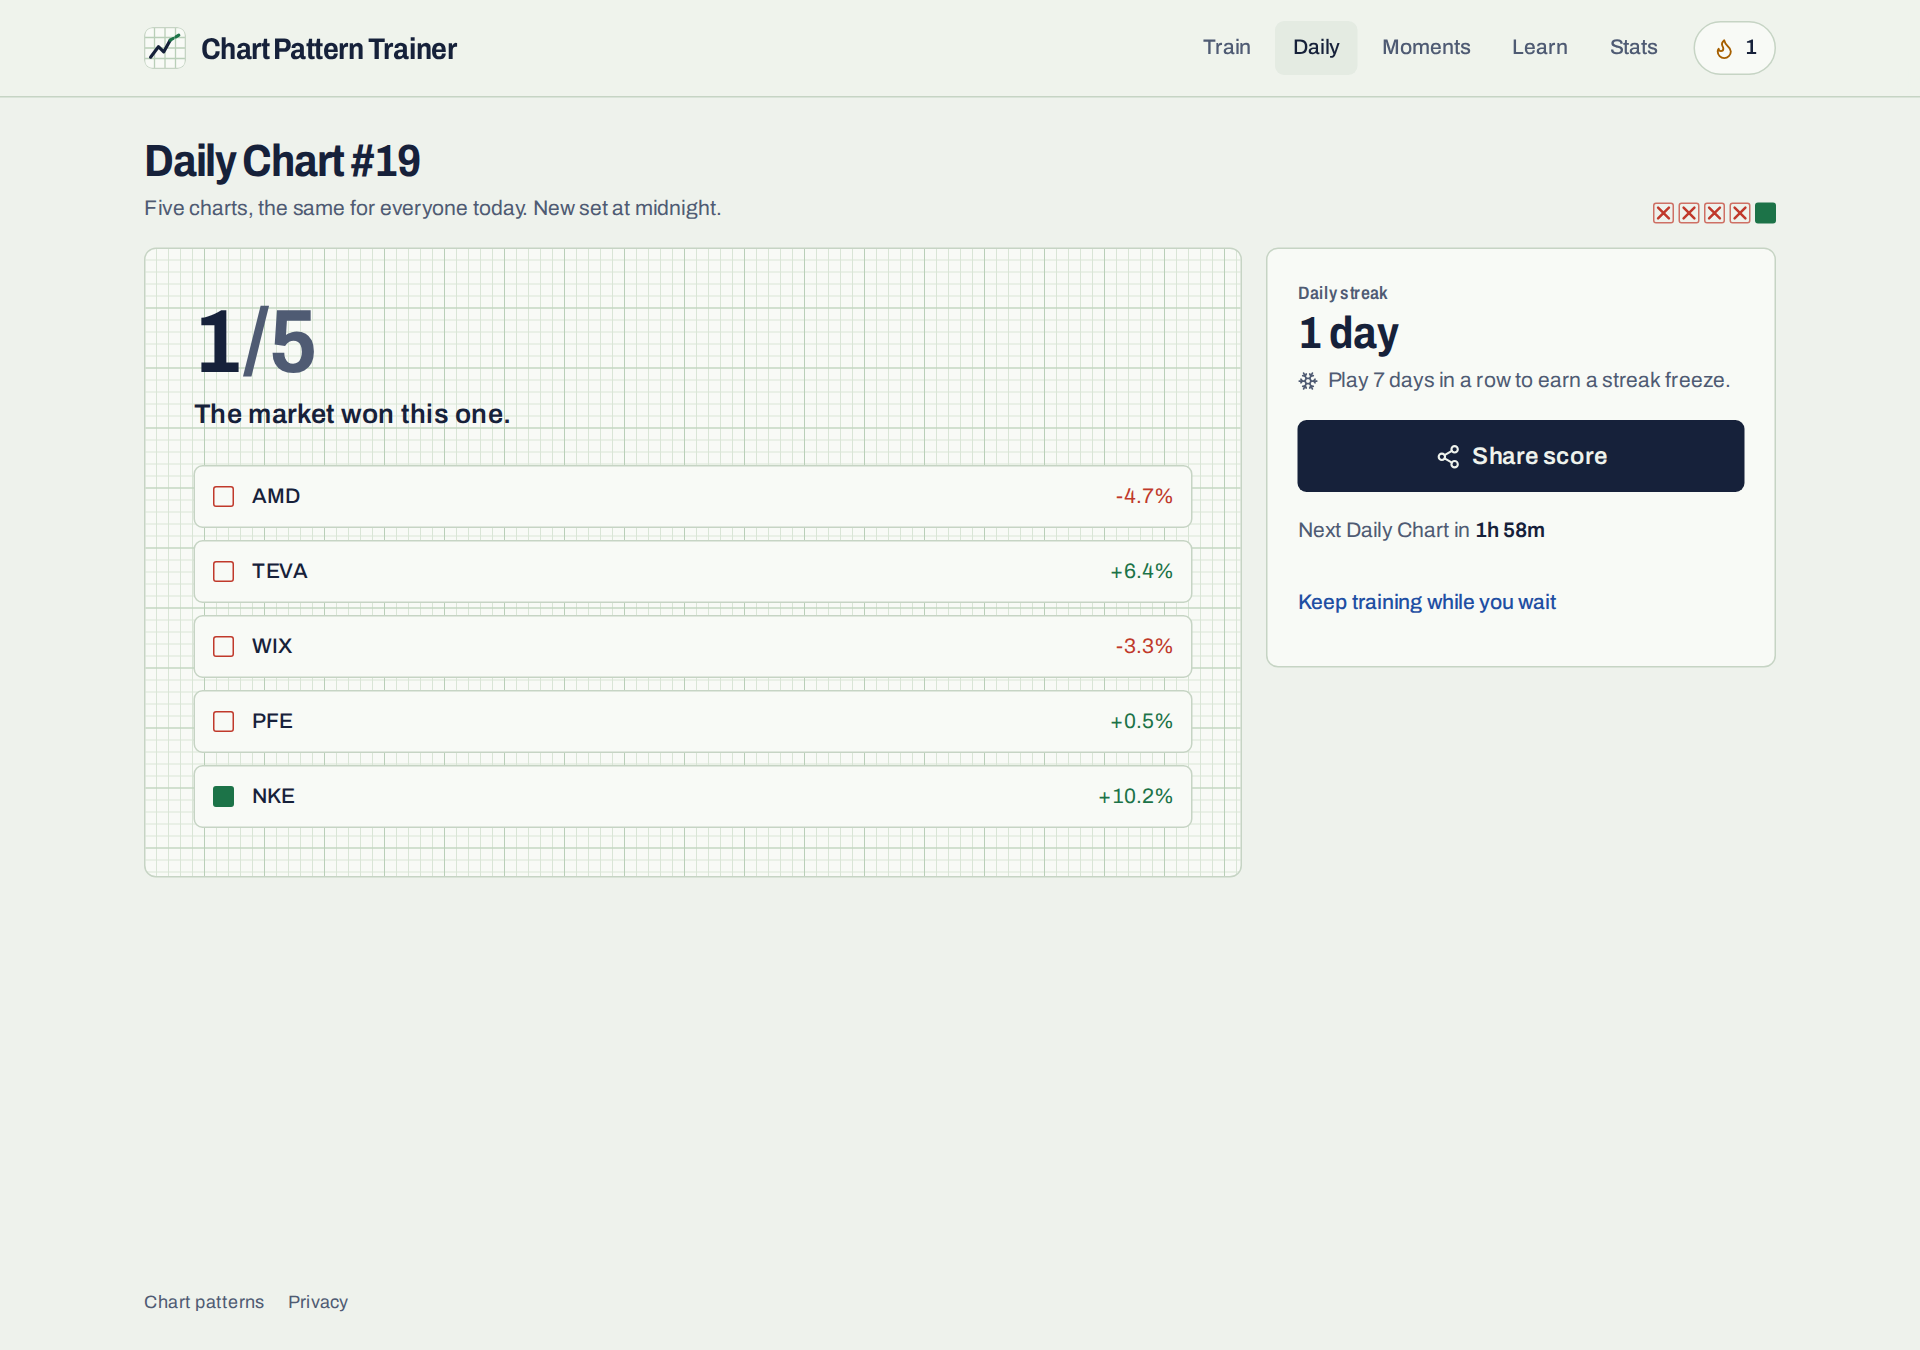 Chart Pattern Trainer
Train
Daily
Moments
Learn
Stats
1
Daily Chart #19
Five charts, the same for everyone today. New set at midnight.
1/5
The market won this one.
AMD -4.7%
TEVA +6.4%
WIX -3.3%
PFE +0.5%
NKE +10.2%
Daily streak
1 day
Play 7 days in a row to earn a streak freeze.
Share score
Next Daily Chart in 1h 58m
Keep training while you wait
Chart patterns
Privacy